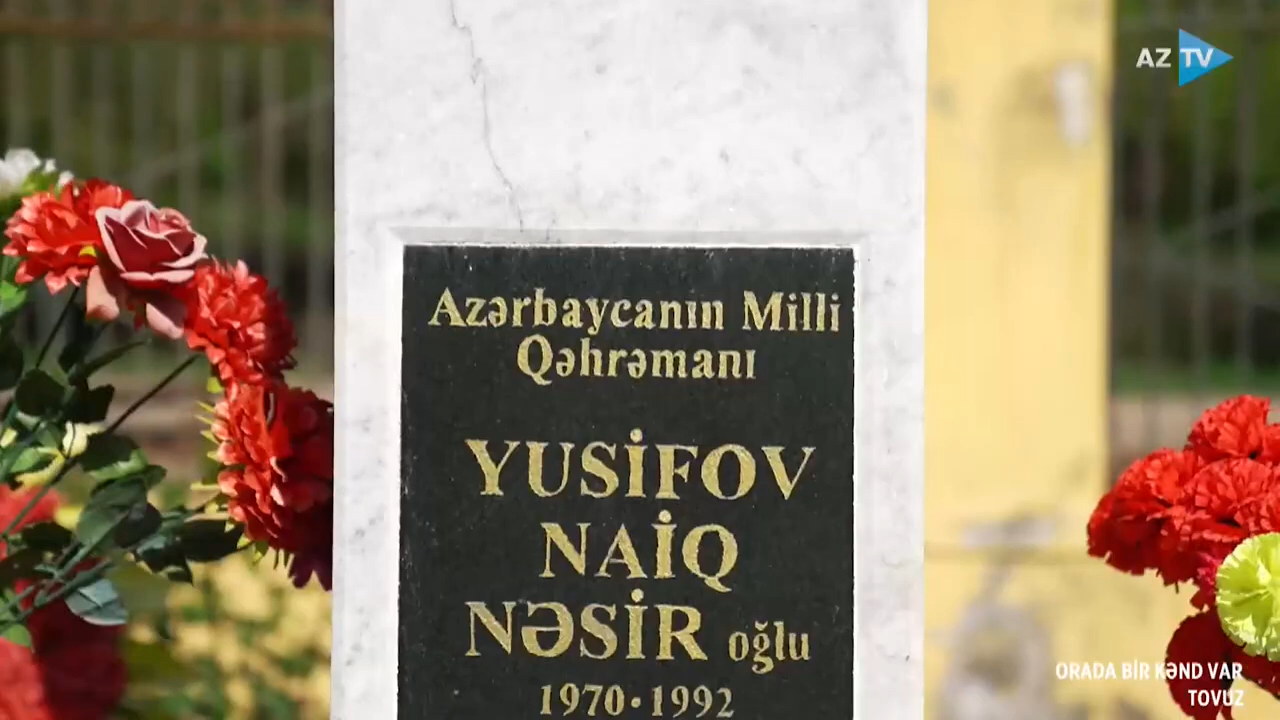 AZ TV
Azərbaycanın Milli
Qəhrəmanı
YUSİFOV
NAİQ
NƏSİR oğlu
1970•1992
ORADA BİR KƏND VAR
TOVUZ